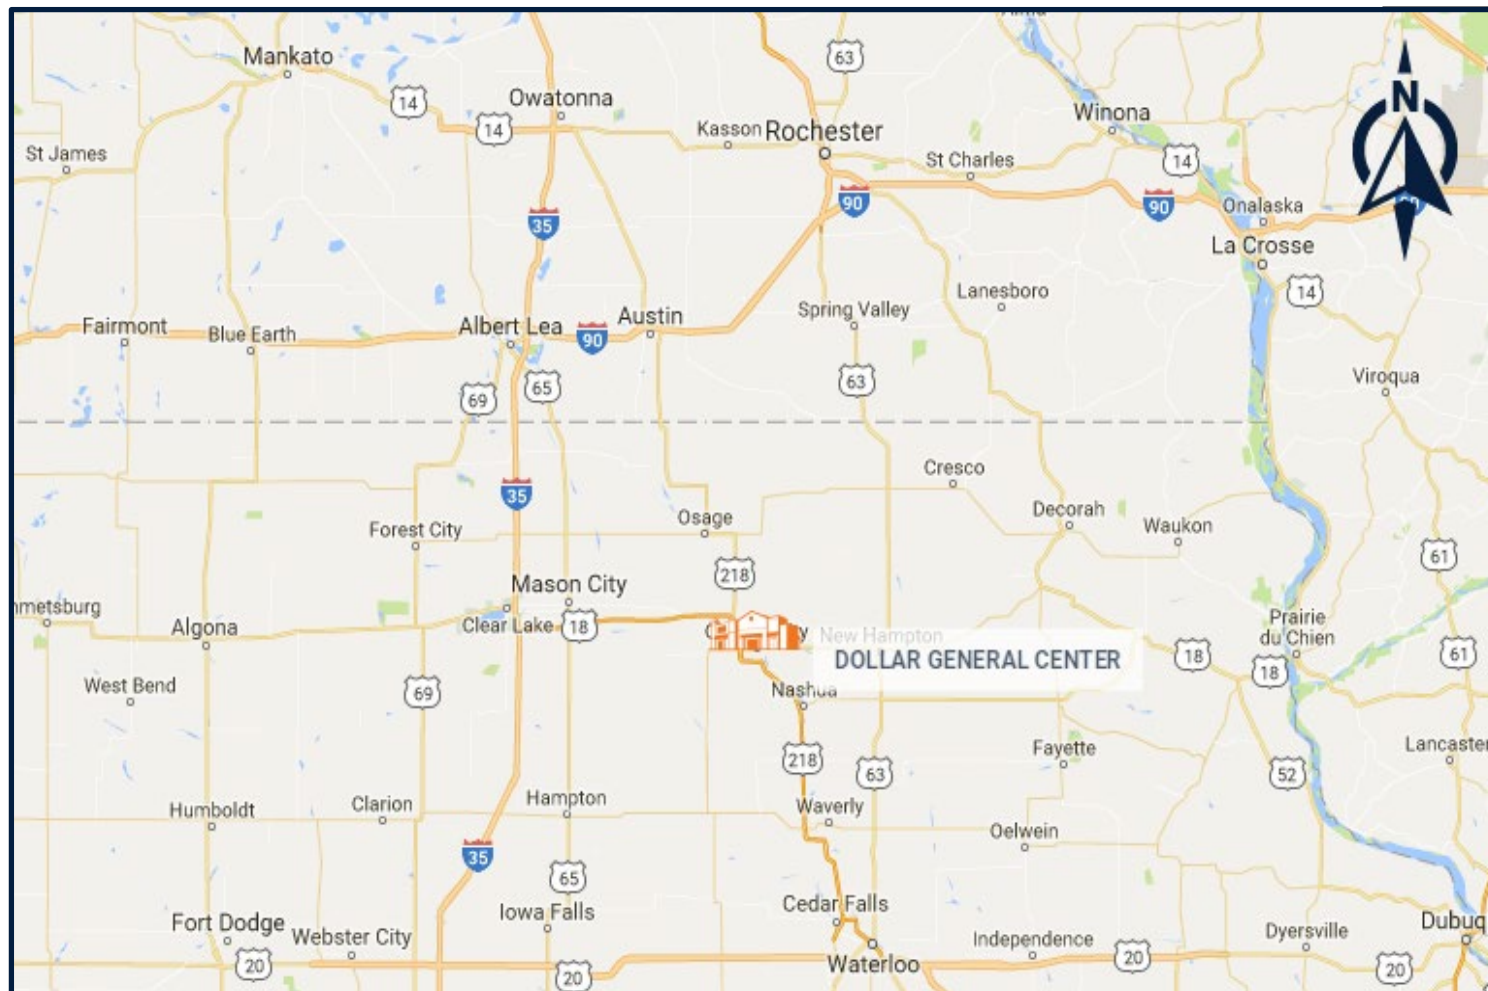 Mankato
63
N
14
Owatonna
14
Kasson
Rochester
Winona
St James
St Charles
14
35
90
90
Onalaska
La Crosse
Lanesboro
14
Spring Valley
Fairmont
Blue Earth
Albert Lea
90
Austin
69
65
63
Viroqua
Cresco
35
Osage
Decorah
Waukon
Forest City
218
61
Mason City
mmetsburg
Algona
Clear Lake
18
New Hampton
Prairie
du Chien
DOLLAR GENERAL CENTER
18
18
61
West Bend
69
Nashua
218
63
Fayette
52
Lancaster
Humboldt
Clarion
Hampton
Waverly
Oelwein
35
65
Iowa Falls
Cedar Falls
Fort Dodge
Webster City
Independence
Dyersville
Dubuq
20
20
Waterloo
20
20